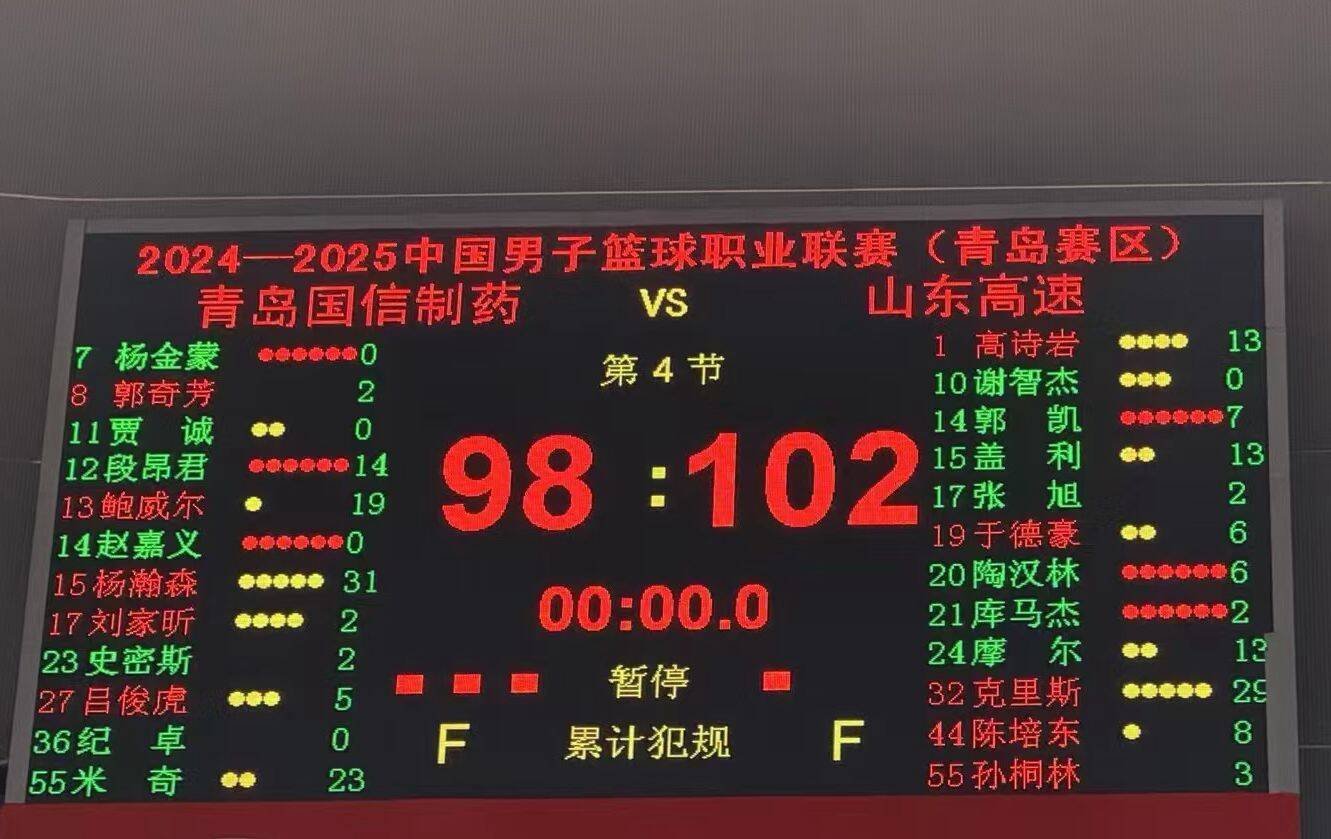 2024—2025中国男子篮球职业联赛（青岛赛区）
青岛国信制药 VS 山东高速
第 4 节
98 : 102
00:00.0
暂停
F 累计犯规 F
7 杨金蒙 0
8 郭奇芳 2
11 贾 诚 0
12 段昂君 14
13 鲍威尔 19
14 赵嘉义 0
15 杨瀚森 31
17 刘家昕 2
23 史密斯 2
27 吕俊虎 5
36 纪 卓 0
55 米 奇 23
1 高诗岩 13
10 谢智杰 0
14 郭 凯 7
15 盖 利 13
17 张 旭 2
19 于德豪 6
20 陶汉林 6
21 库马杰 2
24 摩 尔 13
32 克里斯 29
44 陈培东 8
55 孙桐林 3